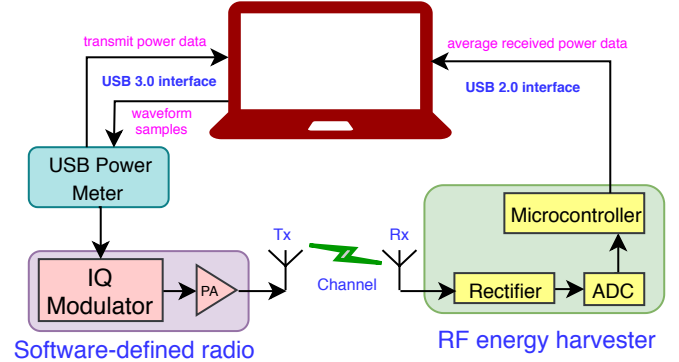 transmit power data
average received power data
USB 3.0 interface
USB 2.0 interface
waveform
samples
USB Power
Meter
Microcontroller
Tx
Rx
IQ
Modulator
PA
Channel
Rectifier
ADC
Software-defined radio
RF energy harvester